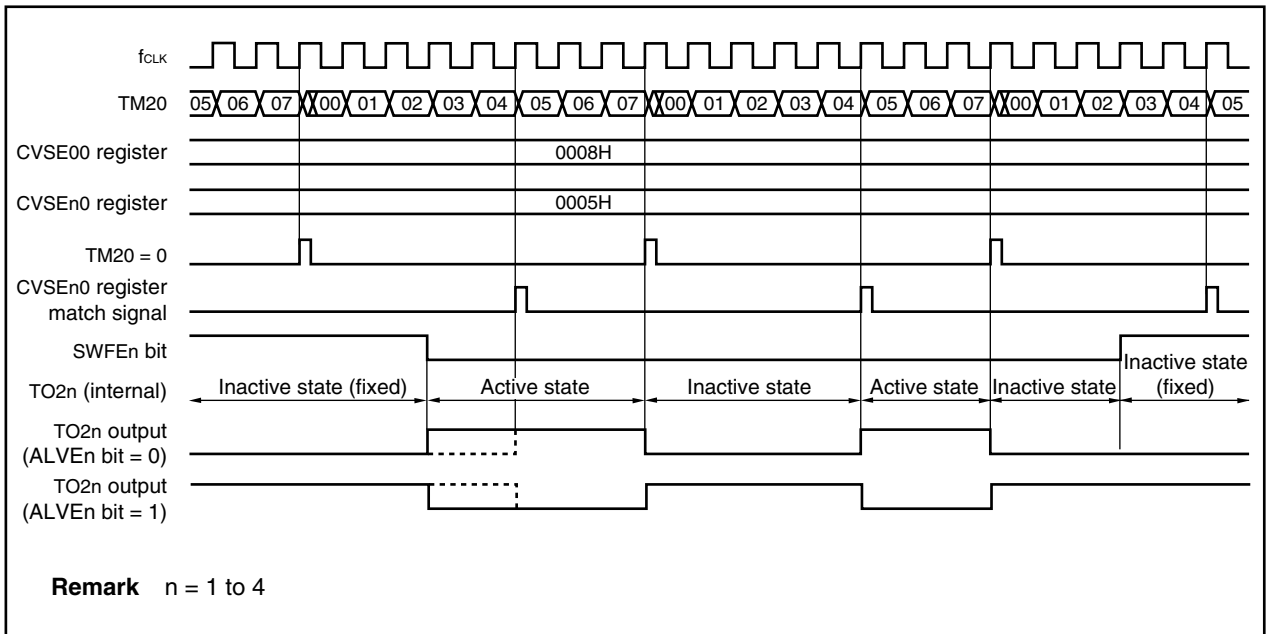 fCLK
TM20 05 06 07 00 01 02 03 04 05 06 07 00 01 02 03 04 05 06 07 00 01 02 03 04 05
CVSE00 register 0008H
CVSEn0 register 0005H
TM20 = 0
CVSEn0 register
match signal
SWFEn bit
TO2n (internal) Inactive state (fixed) Active state Inactive state Active state Inactive state Inactive state
(fixed)
TO2n output
(ALVEn bit = 0)
TO2n output
(ALVEn bit = 1)
Remark n = 1 to 4